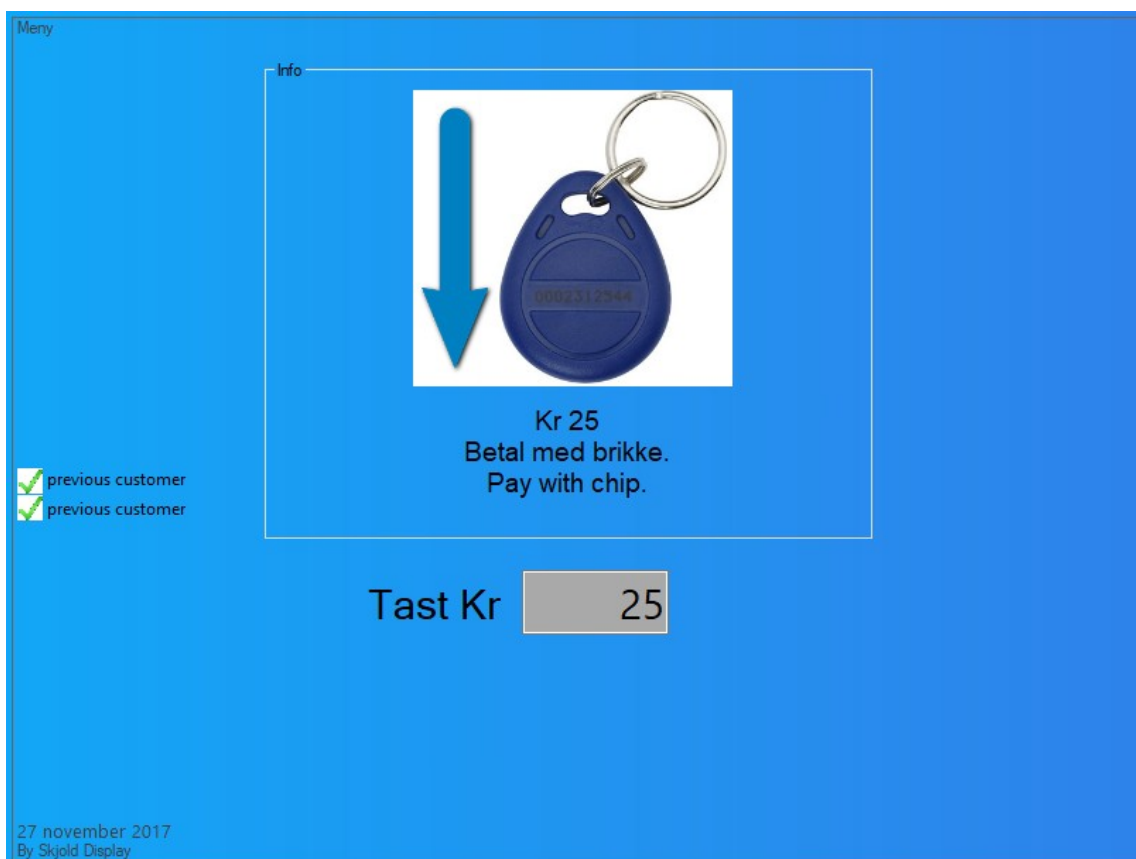 Meny
Info
0002312544
Kr 25
Betal med brikke.
Pay with chip.
previous customer
previous customer
Tast Kr 25
27 november 2017
By Skjold Display